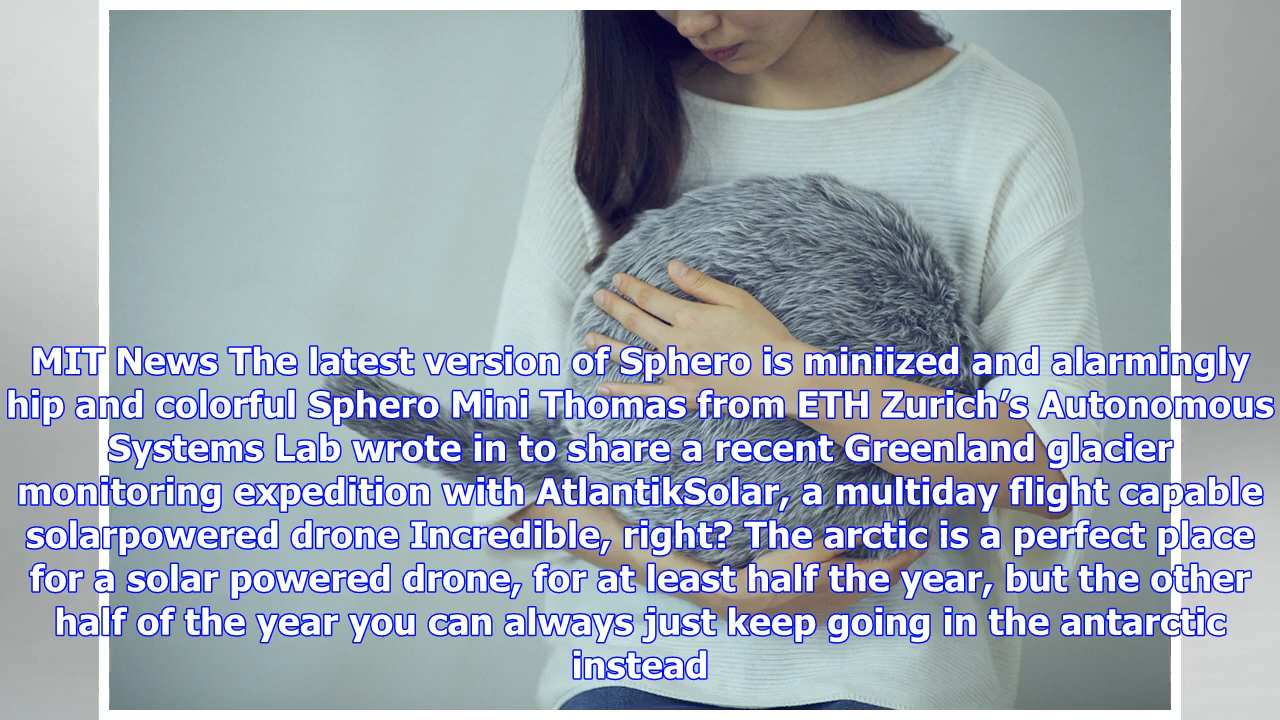 MIT News The latest version of Sphero is miniized and alarmingly
hip and colorful Sphero Mini Thomas from ETH Zurich’s Autonomous
Systems Lab wrote in to share a recent Greenland glacier
monitoring expedition with AtlantikSolar, a multiday flight capable
solarpowered drone Incredible, right? The arctic is a perfect place
for a solar powered drone, for at least half the year, but the other
half of the year you can always just keep going in the antarctic
instead